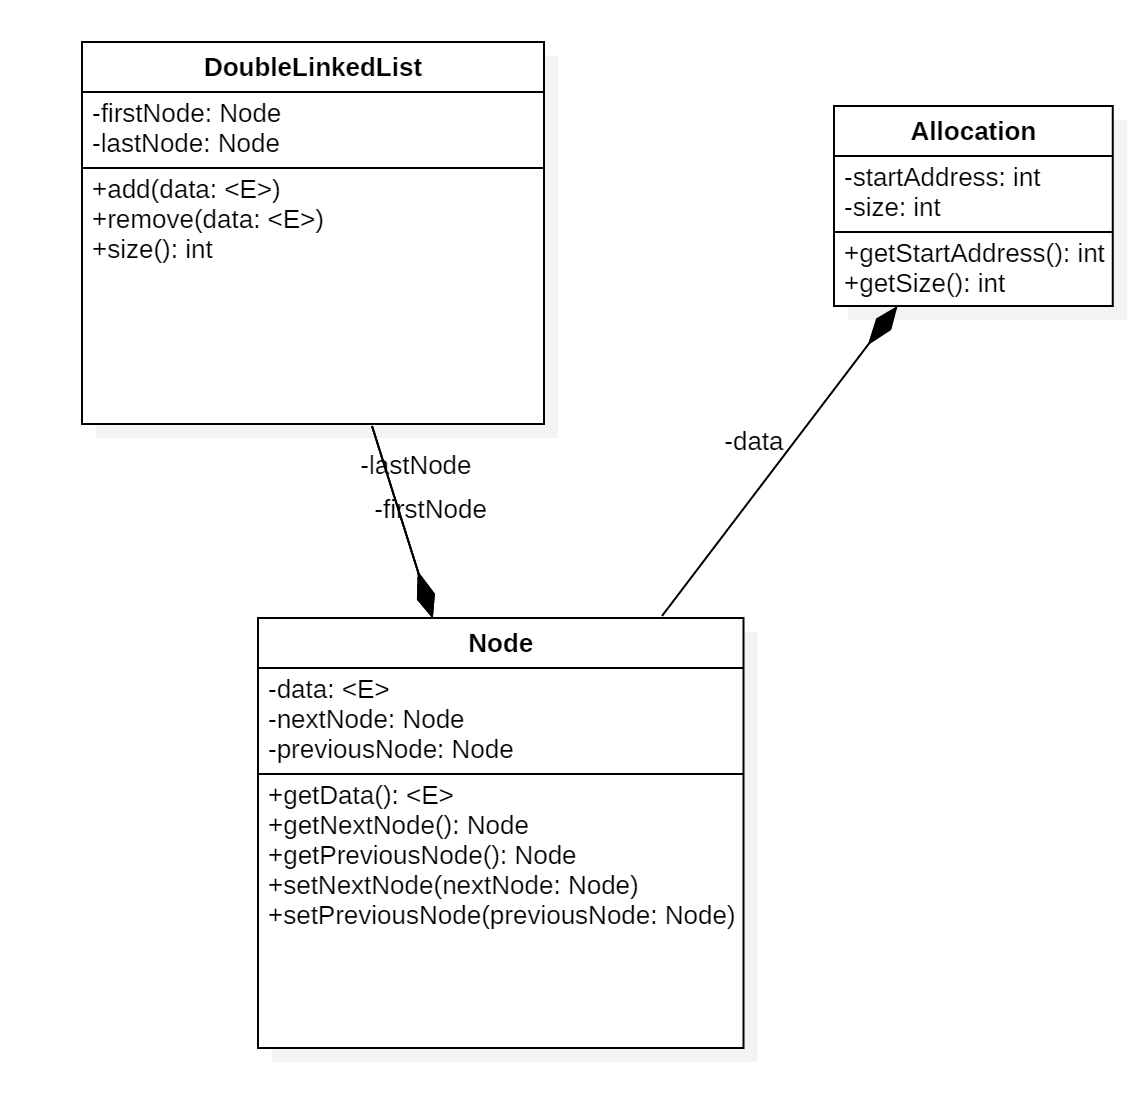 DoubleLinkedList
-firstNode: Node
-lastNode: Node
+add(data: <E>)
+remove(data: <E>)
+size(): int
Allocation
-startAddress: int
-size: int
+getStartAddress(): int
+getSize(): int
-lastNode
-firstNode
-data
Node
-data: <E>
-nextNode: Node
-previousNode: Node
+getData(): <E>
+getNextNode(): Node
+getPreviousNode(): Node
+setNextNode(nextNode: Node)
+setPreviousNode(previousNode: Node)